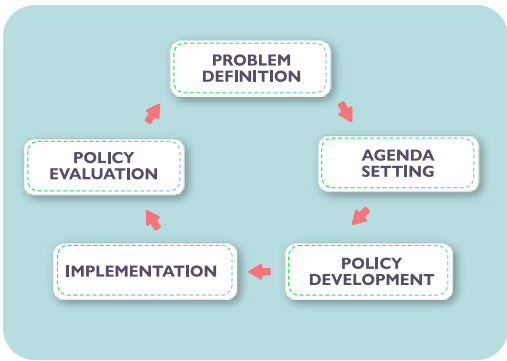 PROBLEM
DEFINITION
AGENDA
SETTING
POLICY
DEVELOPMENT
IMPLEMENTATION
POLICY
EVALUATION